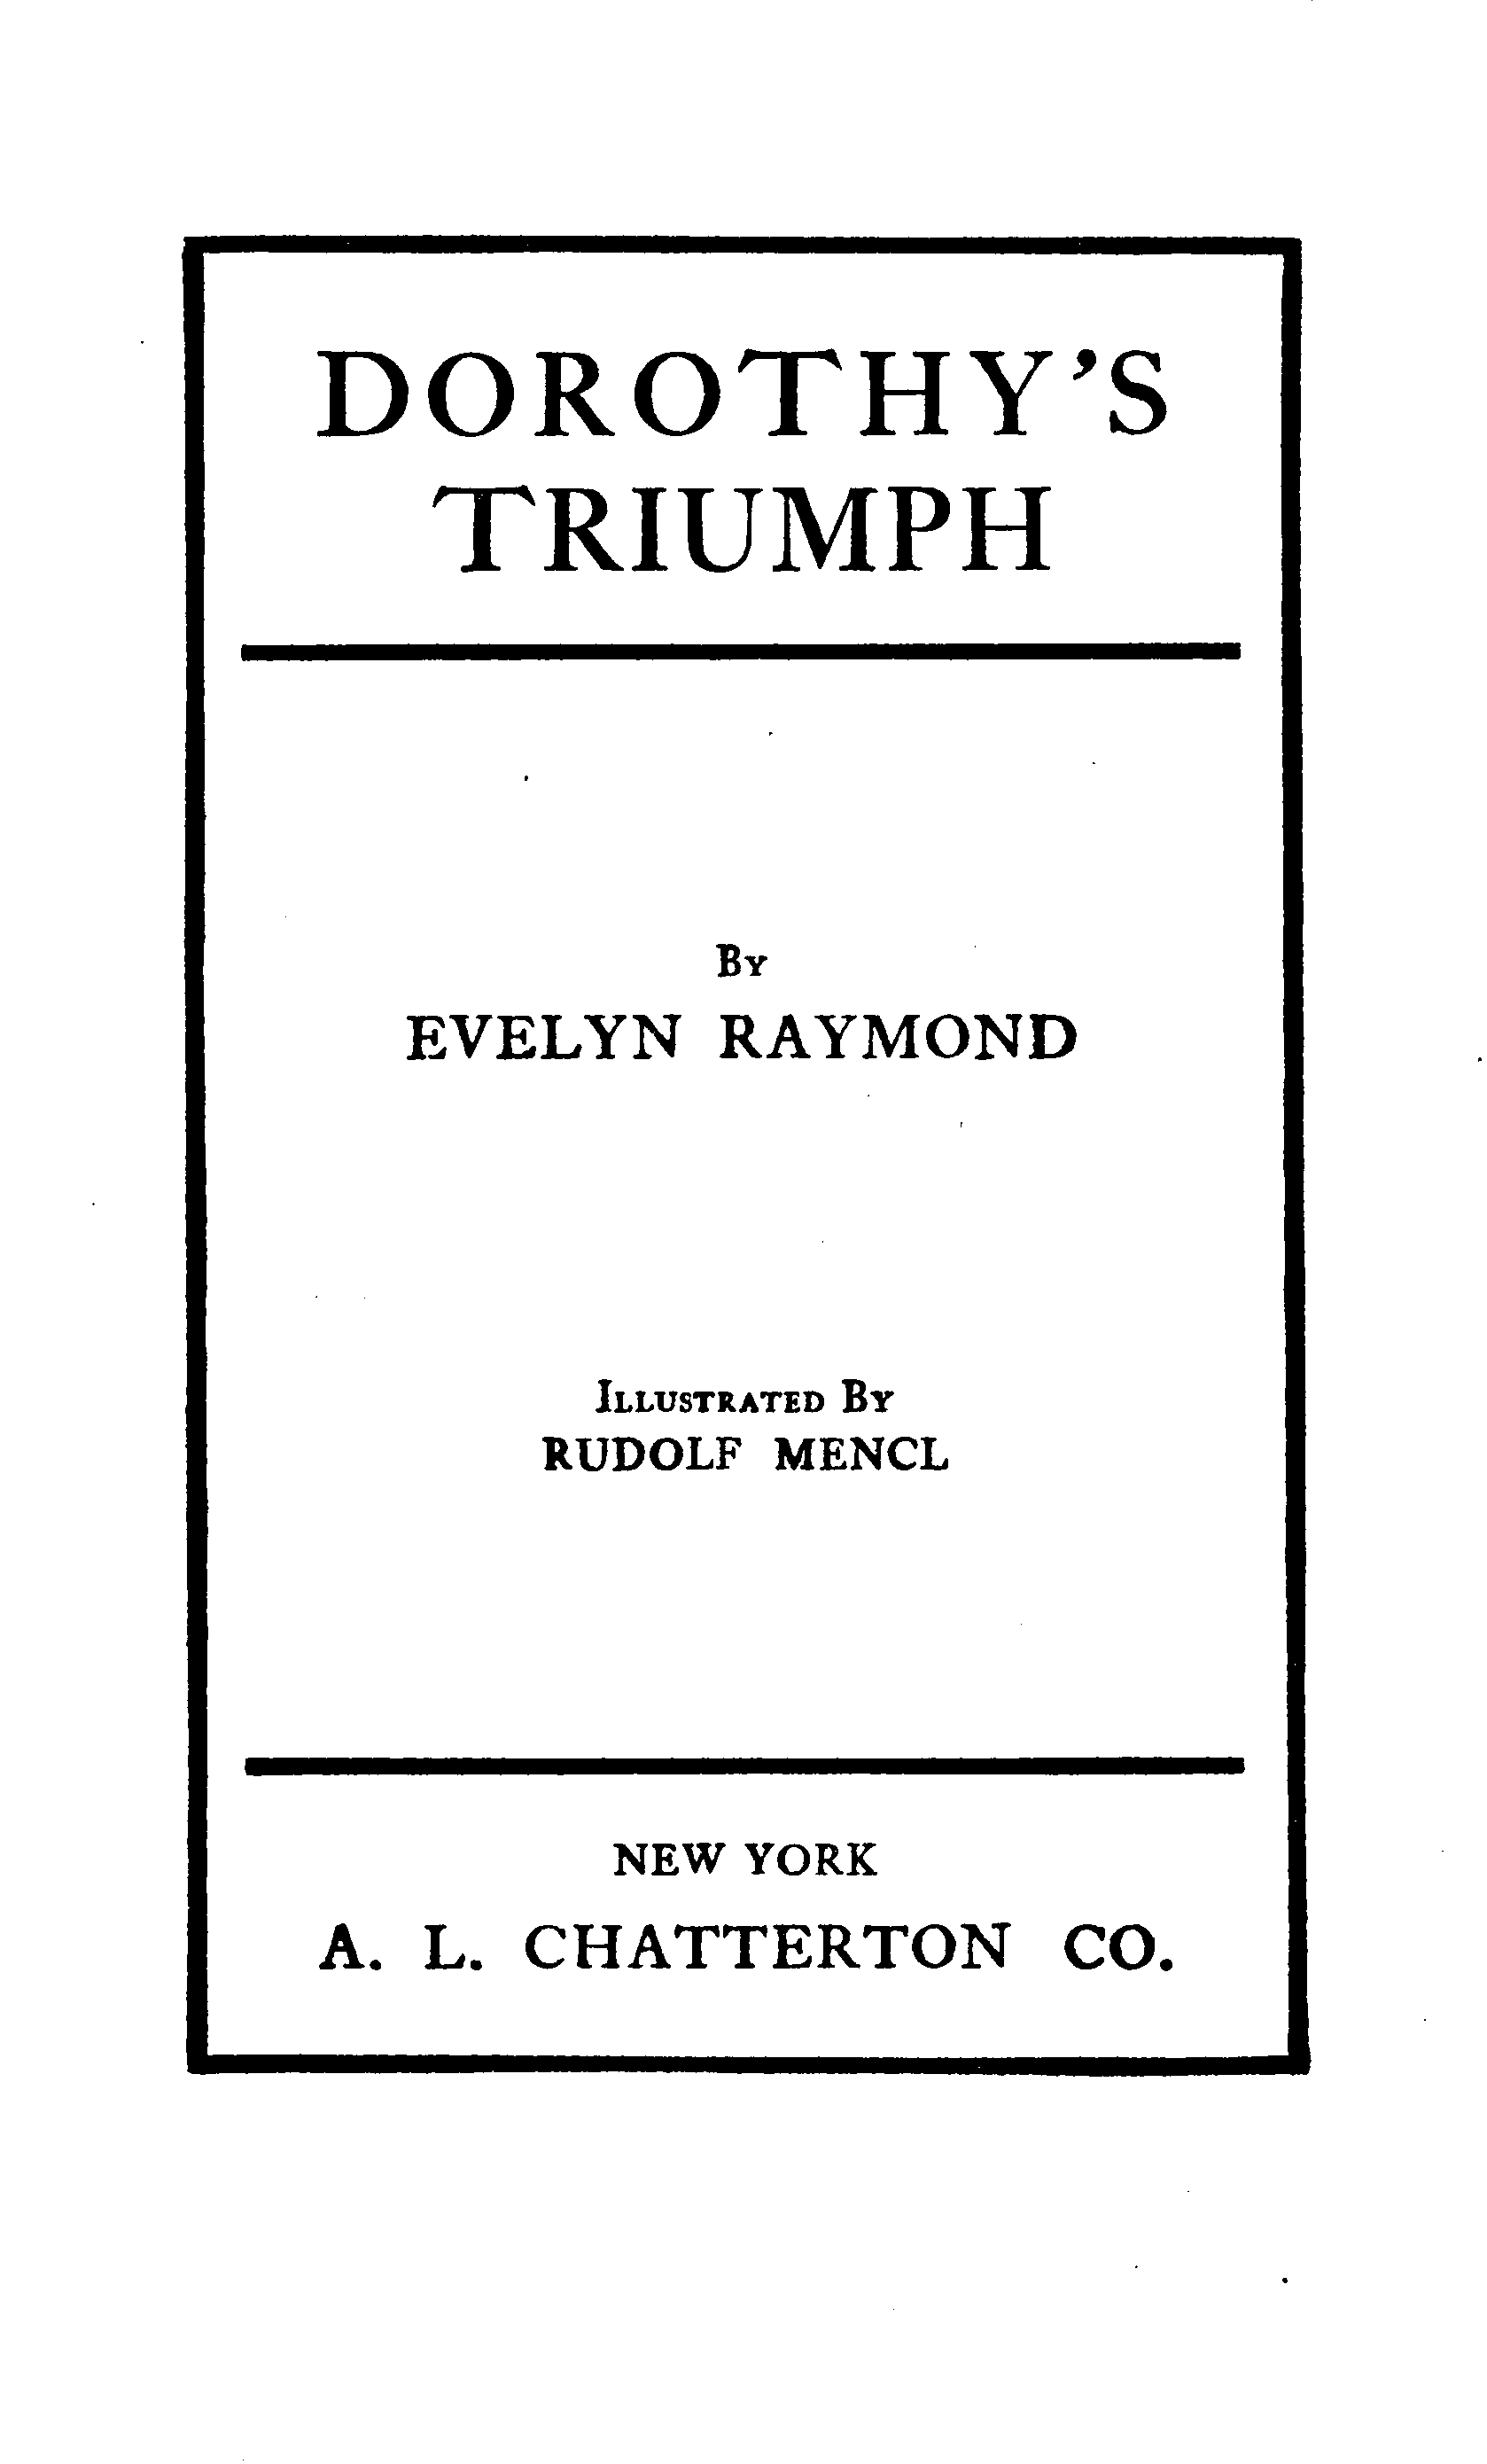 DOROTHY'S
TRIUMPH
By
EVELYN RAYMOND
Illustrated By
RUDOLF MENCL
NEW YORK
A. L. CHATTERTON CO.